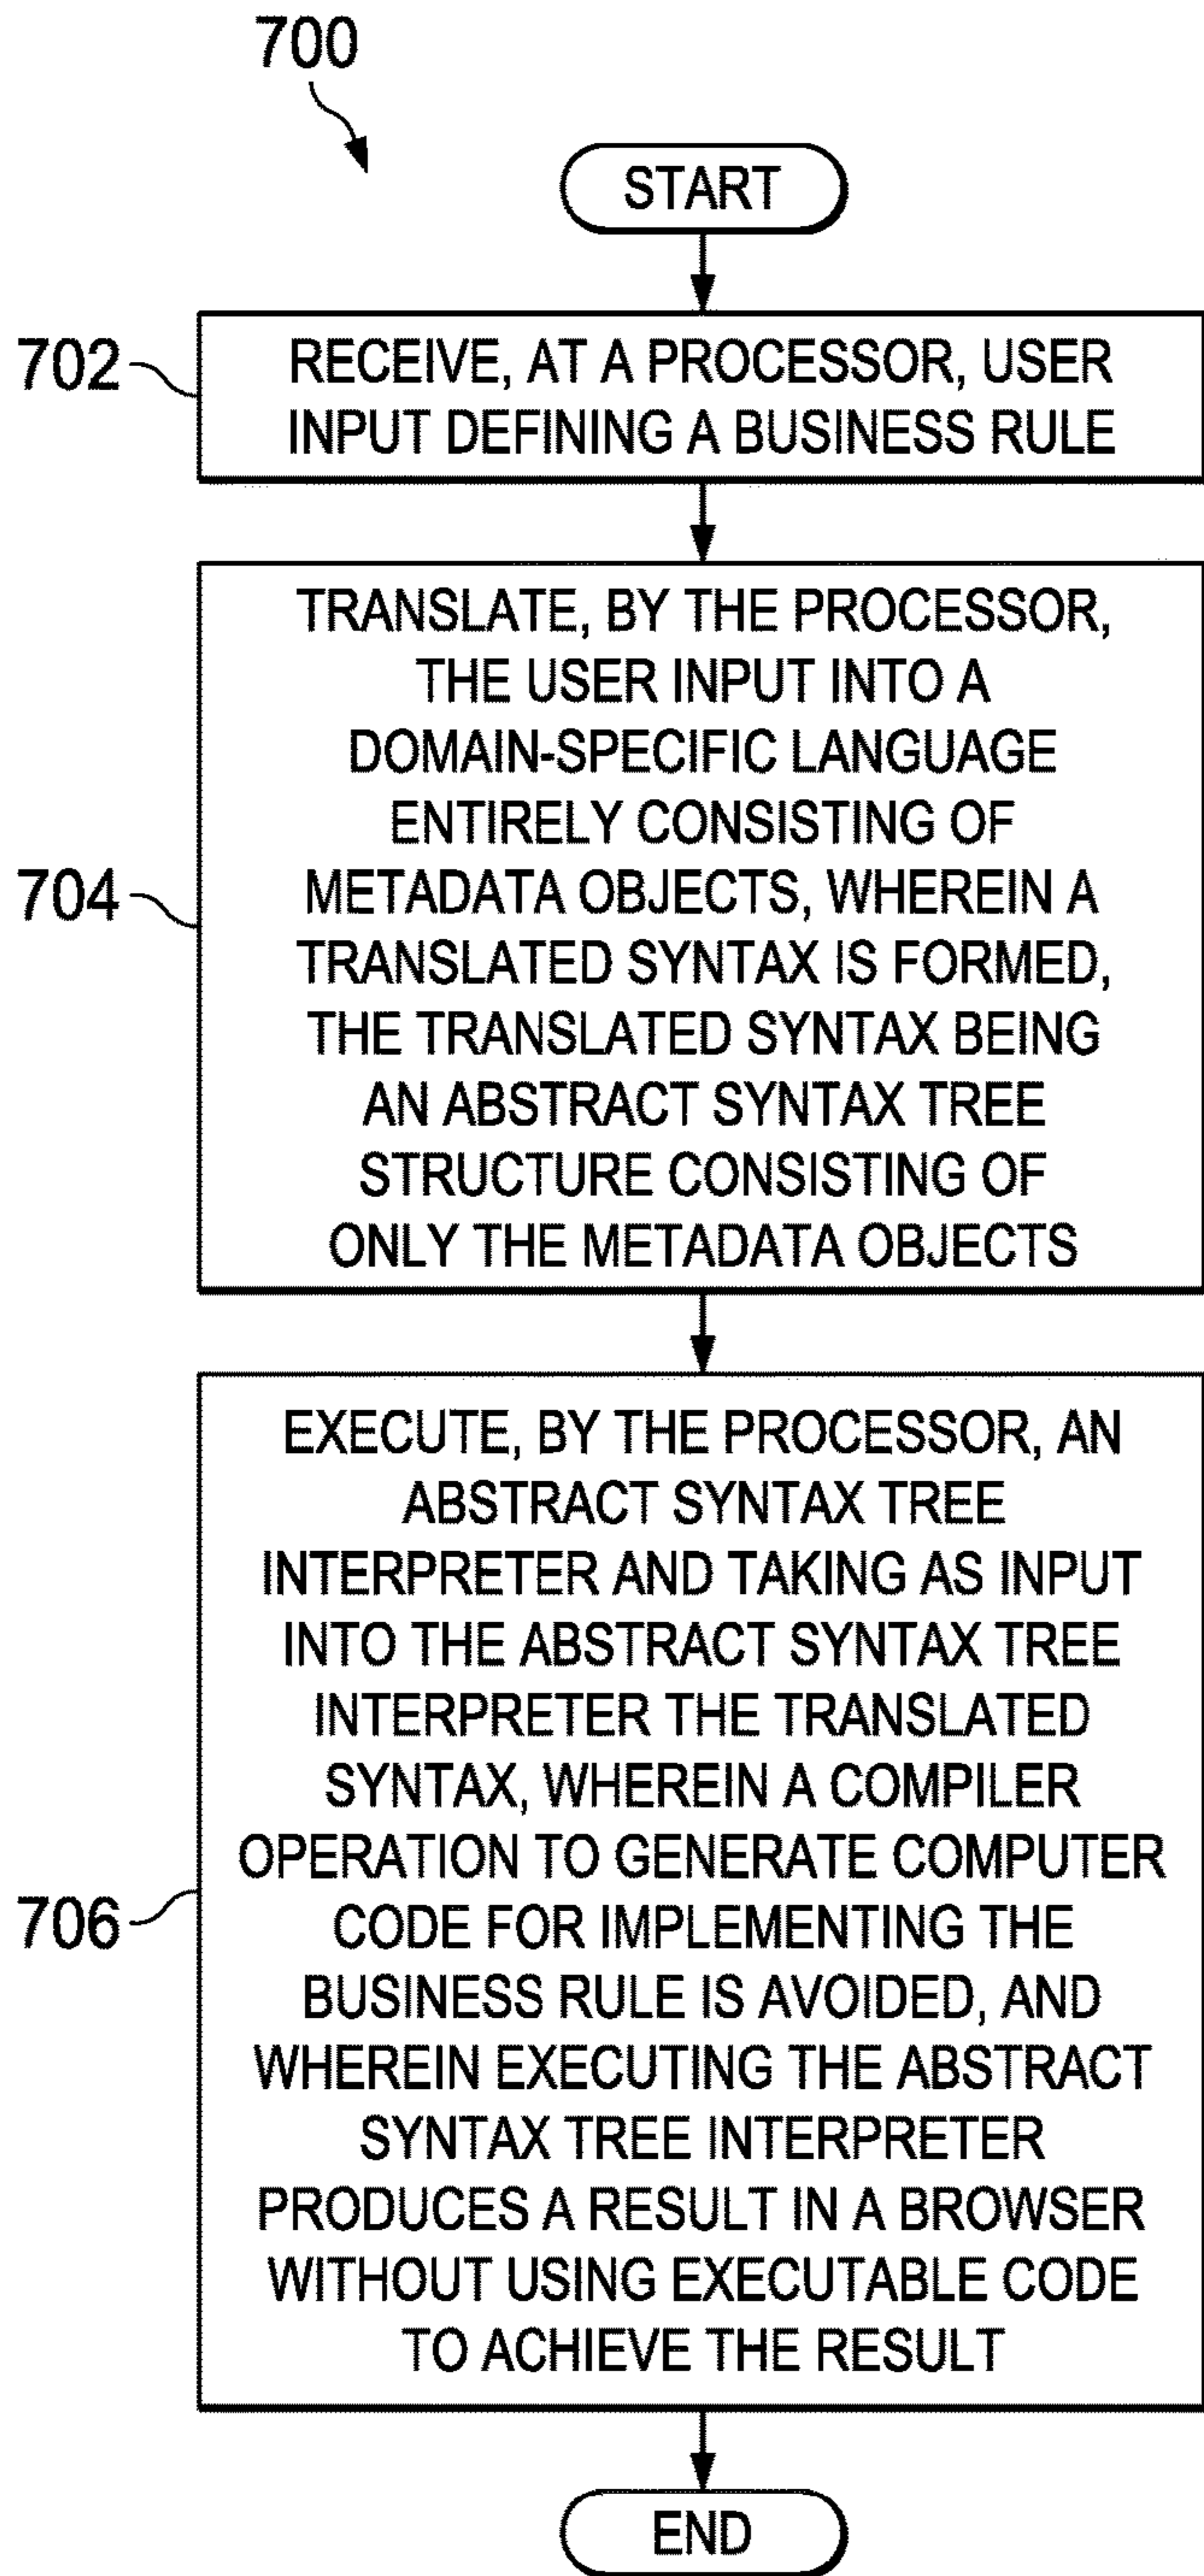 700
START
702
RECEIVE, AT A PROCESSOR, USER
INPUT DEFINING A BUSINESS RULE
704
TRANSLATE, BY THE PROCESSOR,
THE USER INPUT INTO A
DOMAIN-SPECIFIC LANGUAGE
ENTIRELY CONSISTING OF
METADATA OBJECTS, WHEREIN A
TRANSLATED SYNTAX IS FORMED,
THE TRANSLATED SYNTAX BEING
AN ABSTRACT SYNTAX TREE
STRUCTURE CONSISTING OF
ONLY THE METADATA OBJECTS
706
EXECUTE, BY THE PROCESSOR, AN
ABSTRACT SYNTAX TREE
INTERPRETER AND TAKING AS INPUT
INTO THE ABSTRACT SYNTAX TREE
INTERPRETER THE TRANSLATED
SYNTAX, WHEREIN A COMPILER
OPERATION TO GENERATE COMPUTER
CODE FOR IMPLEMENTING THE
BUSINESS RULE IS AVOIDED, AND
WHEREIN EXECUTING THE ABSTRACT
SYNTAX TREE INTERPRETER
PRODUCES A RESULT IN A BROWSER
WITHOUT USING EXECUTABLE CODE
TO ACHIEVE THE RESULT
END